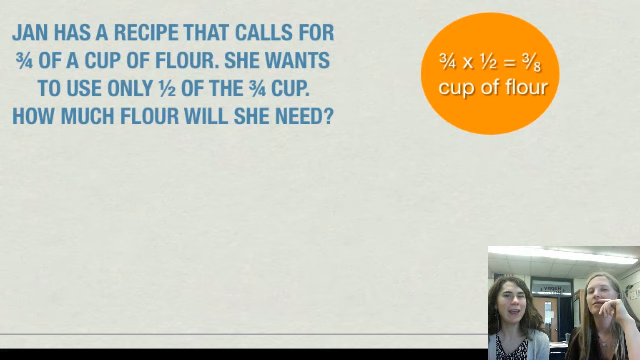 JAN HAS A RECIPE THAT CALLS FOR
¾ OF A CUP OF FLOUR. SHE WANTS
TO USE ONLY ½ OF THE ¾ CUP.
HOW MUCH FLOUR WILL SHE NEED?
¾ x ½ = ⅜
cup of flour